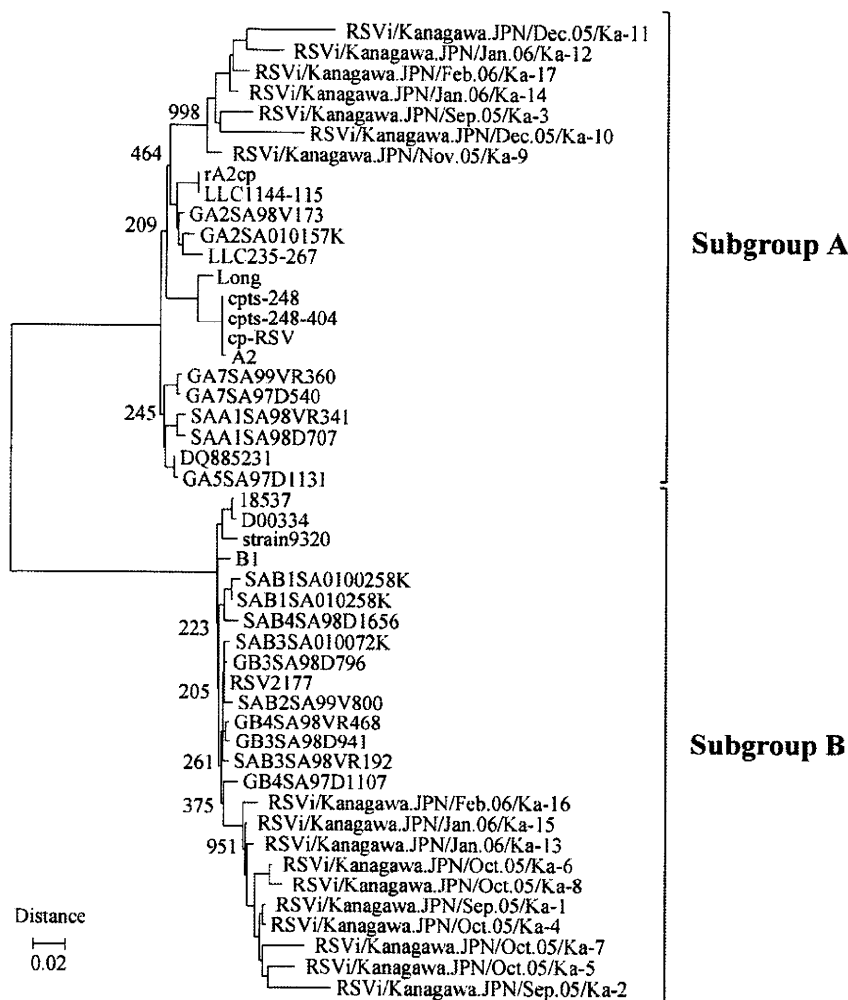 RSVi/Kanagawa.JPN/Dec.05/Ka-11
RSVi/Kanagawa.JPN/Jan.06/Ka-12
RSVi/Kanagawa.JPN/Feb.06/Ka-17
RSVi/Kanagawa.JPN/Jan.06/Ka-14
998
RSVi/Kanagawa.JPN/Sep.05/Ka-3
RSVi/Kanagawa.JPN/Dec.05/Ka-10
464
RSVi/Kanagawa.JPN/Nov.05/Ka-9
rA2cp
LLC1144-115
GA2SA98V173
209
GA2SA010157K
LLC235-267
Subgroup A
Long
cpts-248
cpts-248-404
cp-RSV
A2
GA7SA99VR360
GA7SA97D540
245
SAA1SA98VR341
SAA1SA98D707
DQ885231
GA5SA97D1131
18537
D00334
strain9320
B1
SAB1SA0100258K
SAB1SA010258K
223
SAB4SA98D1656
SAB3SA010072K
GB3SA98D796
205
RSV2177
SAB2SA99V800
GB4SA98VR468
GB3SA98D941
Subgroup B
261
SAB3SA98VR192
GB4SA97D1107
375
RSVi/Kanagawa.JPN/Feb.06/Ka-16
RSVi/Kanagawa.JPN/Jan.06/Ka-15
951
RSVi/Kanagawa.JPN/Jan.06/Ka-13
RSVi/Kanagawa.JPN/Oct.05/Ka-6
RSVi/Kanagawa.JPN/Oct.05/Ka-8
RSVi/Kanagawa.JPN/Sep.05/Ka-1
Distance
RSVi/Kanagawa.JPN/Oct.05/Ka-4
RSVi/Kanagawa.JPN/Oct.05/Ka-7
0.02
RSVi/Kanagawa.JPN/Oct.05/Ka-5
RSVi/Kanagawa.JPN/Sep.05/Ka-2